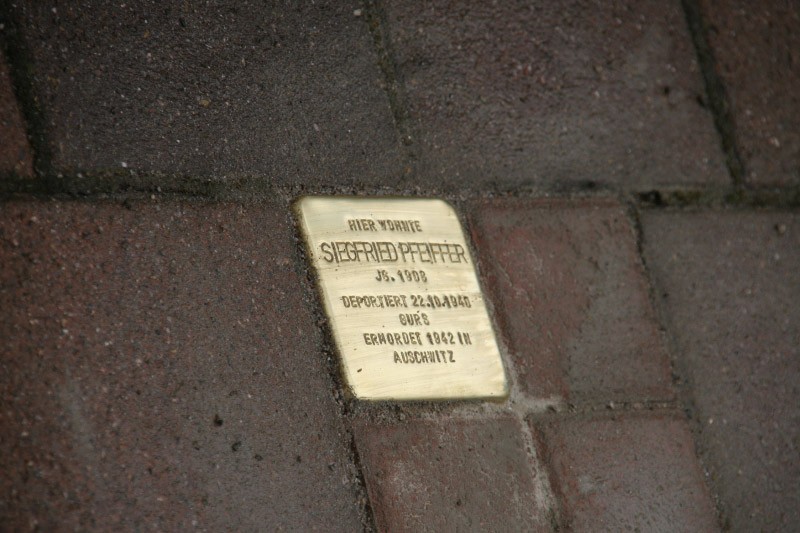 HIER WOHNTE
SIEGFRIED PFEIFFER
JG. 1908
DEPORTIERT 22.10.1940
GURS
ERMORDET 1942 IN
AUSCHWITZ